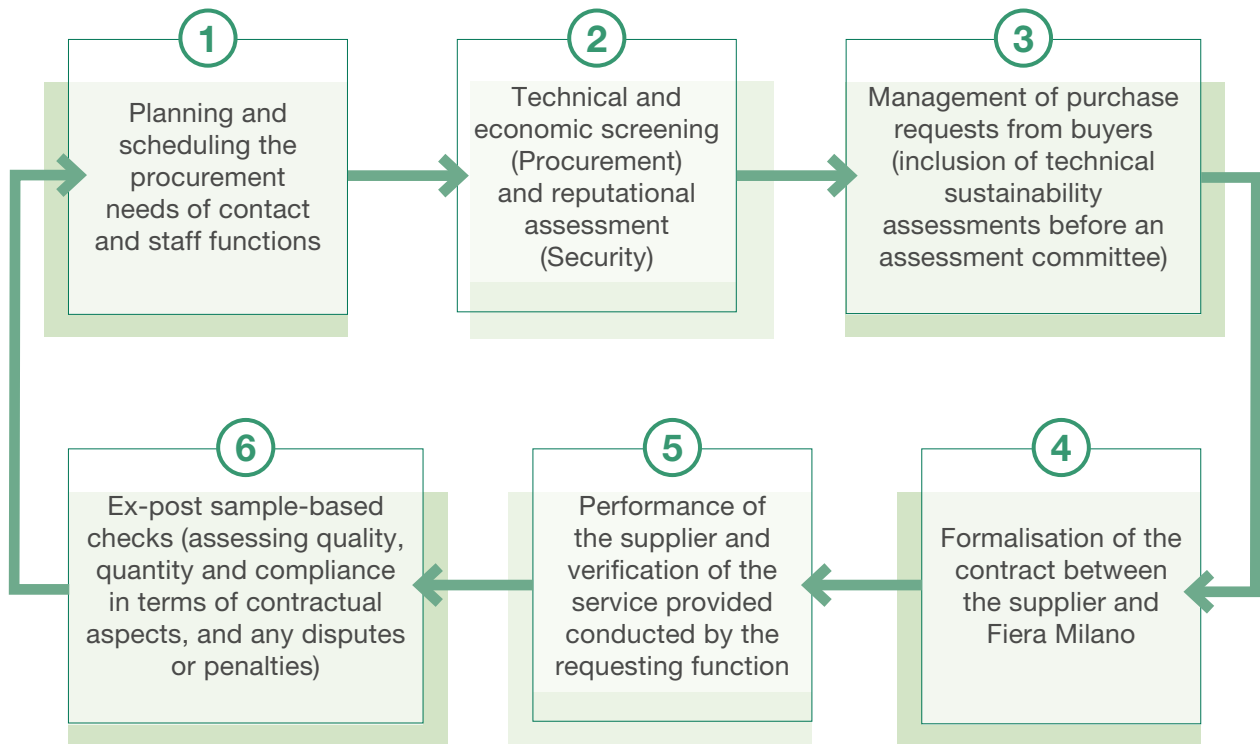 1
Planning and
scheduling the
procurement
needs of contact
and staff functions
2
Technical and
economic screening
(Procurement)
and reputational
assessment
(Security)
3
Management of purchase
requests from buyers
(inclusion of technical
sustainability
assessments before an
assessment committee)
4
Formalisation of the
contract between
the supplier and
Fiera Milano
5
Performance of
the supplier and
verification of the
service provided
conducted by the
requesting function
6
Ex-post sample-based
checks (assessing quality,
quantity and compliance
in terms of contractual
aspects, and any disputes
or penalties)